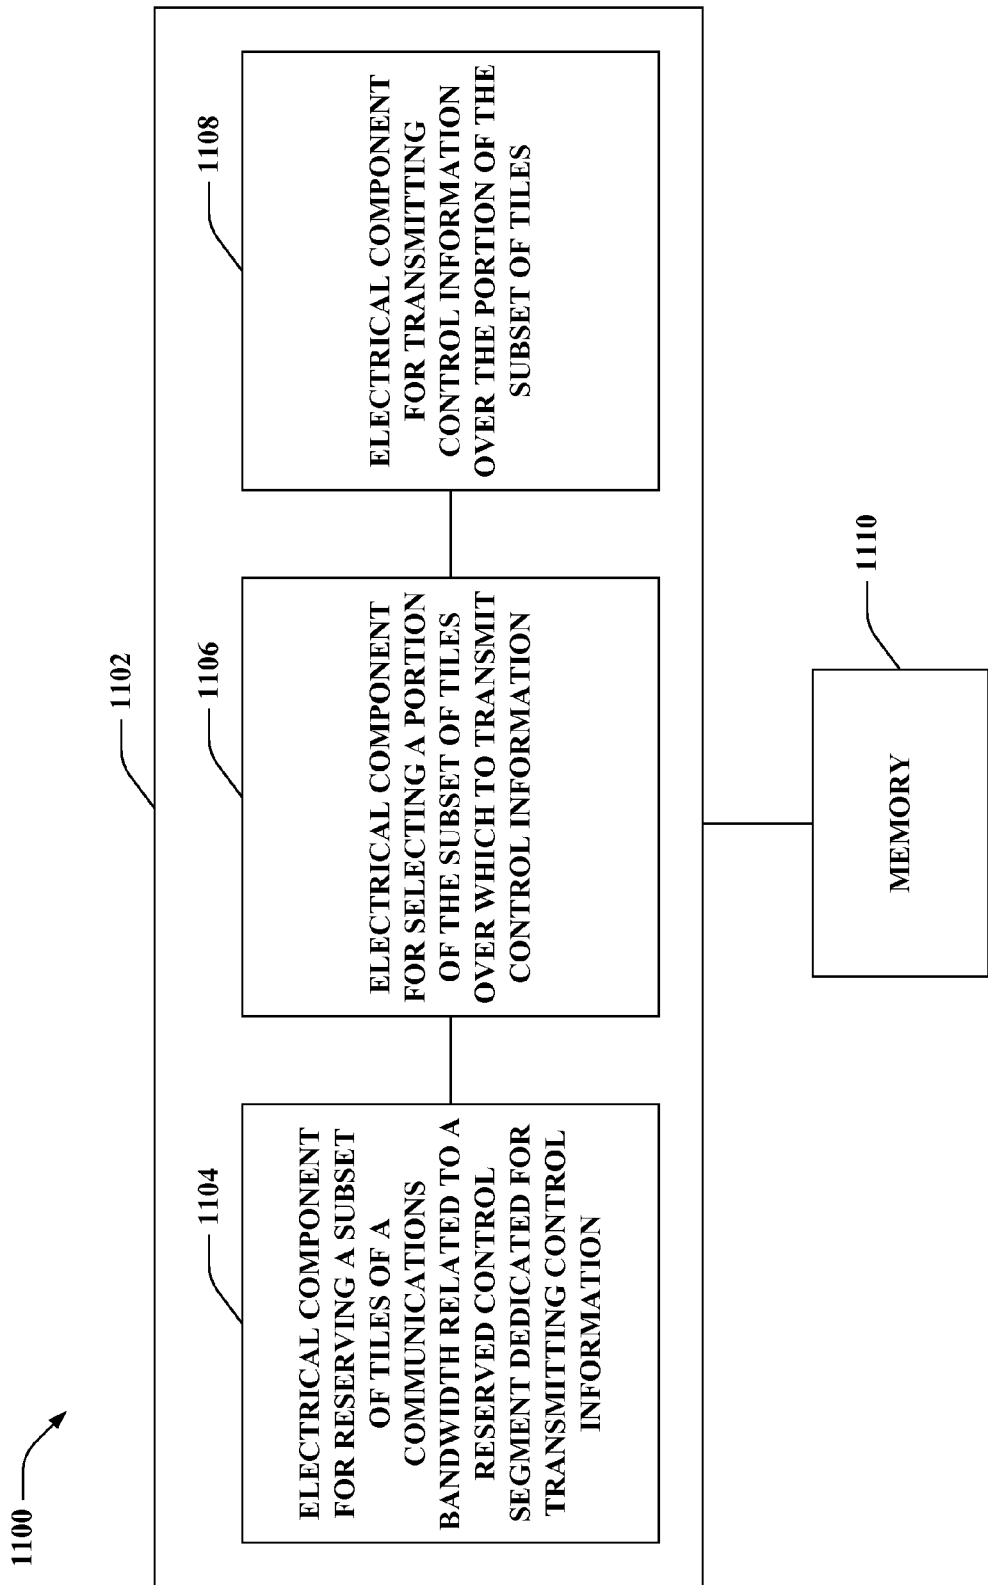 1100
1102
1104
ELECTRICAL COMPONENT
FOR RESERVING A SUBSET
OF TILES OF A
COMMUNICATIONS
BANDWIDTH RELATED TO A
RESERVED CONTROL
SEGMENT DEDICATED FOR
TRANSMITTING CONTROL
INFORMATION
1106
ELECTRICAL COMPONENT
FOR SELECTING A PORTION
OF THE SUBSET OF TILES
OVER WHICH TO TRANSMIT
CONTROL INFORMATION
1108
ELECTRICAL COMPONENT
FOR TRANSMITTING
CONTROL INFORMATION
OVER THE PORTION OF THE
SUBSET OF TILES
1110
MEMORY